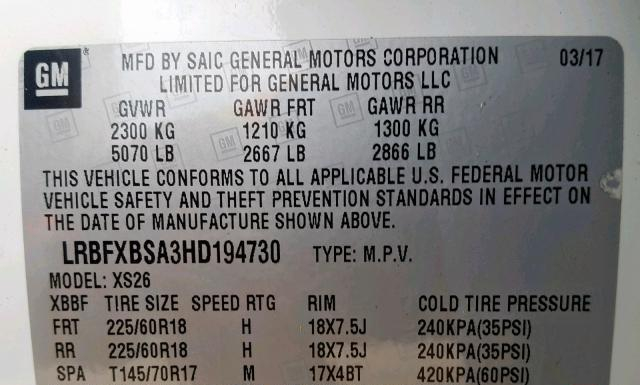 GM
MFD BY SAIC GENERAL MOTORS CORPORATION 03/17
LIMITED FOR GENERAL MOTORS LLC
GVWR GAWR FRT GAWR RR
2300 KG 1210 KG 1300 KG
5070 LB 2667 LB 2866 LB
THIS VEHICLE CONFORMS TO ALL APPLICABLE U.S. FEDERAL MOTOR
VEHICLE SAFETY AND THEFT PREVENTION STANDARDS IN EFFECT ON
THE DATE OF MANUFACTURE SHOWN ABOVE.
LRBFXBSA3HD194730 TYPE: M.P.V.
MODEL: XS26
XBBF TIRE SIZE SPEED RTG RIM COLD TIRE PRESSURE
FRT 225/60R18 H 18X7.5J 240KPA(35PSI)
RR 225/60R18 H 18X7.5J 240KPA(35PSI)
SPA T145/70R17 M 17X4BT 420KPA(60PSI)